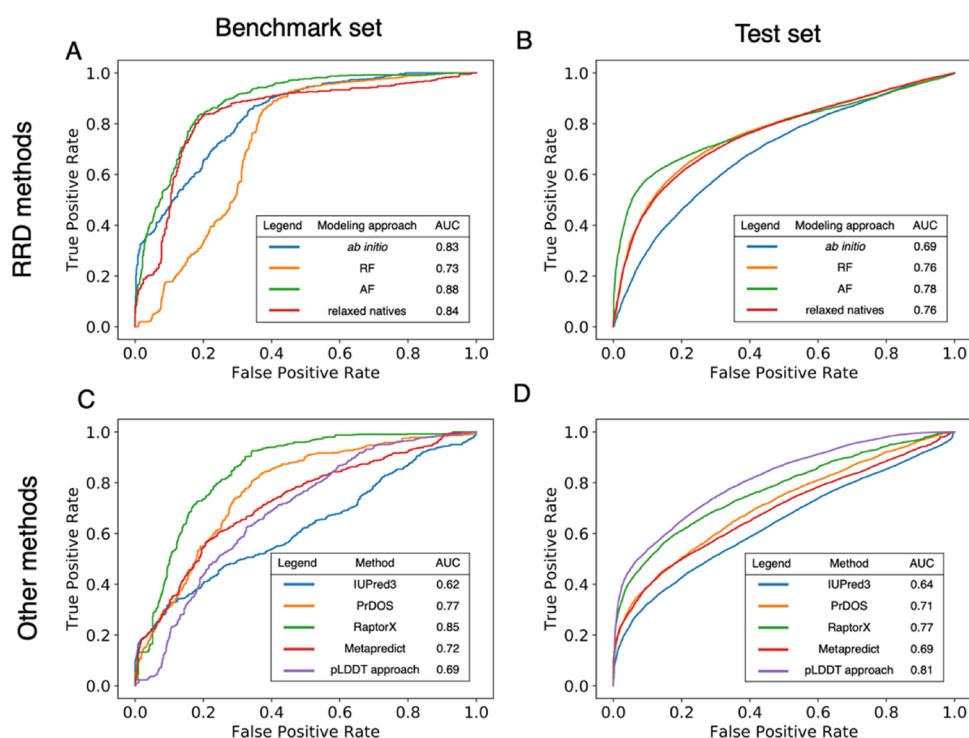 Benchmark set
Test set
RRD methods
Other methods
A
True Positive Rate
1.0
0.8
0.6
0.4
0.2
0.0
Legend Modeling approach AUC
ab initio 0.83
RF 0.73
AF 0.88
relaxed natives 0.84
0.0 0.2 0.4 0.6 0.8 1.0
False Positive Rate
B
True Positive Rate
1.0
0.8
0.6
0.4
0.2
0.0
Legend Modeling approach AUC
ab initio 0.69
RF 0.76
AF 0.78
relaxed natives 0.76
0.0 0.2 0.4 0.6 0.8 1.0
False Positive Rate
C
True Positive Rate
1.0
0.8
0.6
0.4
0.2
0.0
Legend Method AUC
IUPred3 0.62
PrDOS 0.77
RaptorX 0.85
Metapredict 0.72
pLDDT approach 0.69
0.0 0.2 0.4 0.6 0.8 1.0
False Positive Rate
D
True Positive Rate
1.0
0.8
0.6
0.4
0.2
0.0
Legend Method AUC
IUPred3 0.64
PrDOS 0.71
RaptorX 0.77
Metapredict 0.69
pLDDT approach 0.81
0.0 0.2 0.4 0.6 0.8 1.0
False Positive Rate